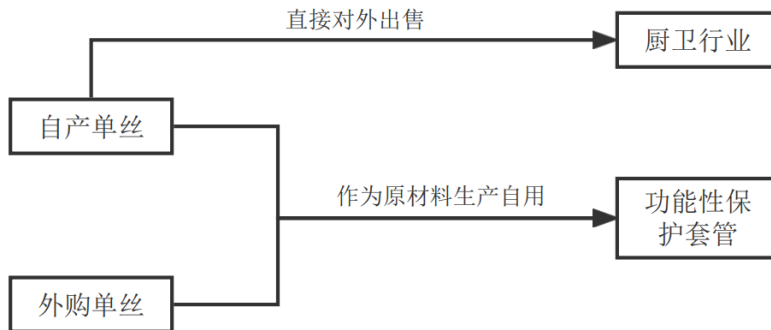 直接对外出售
厨卫行业
自产单丝
作为原材料生产自用
功能性保
护套管
外购单丝